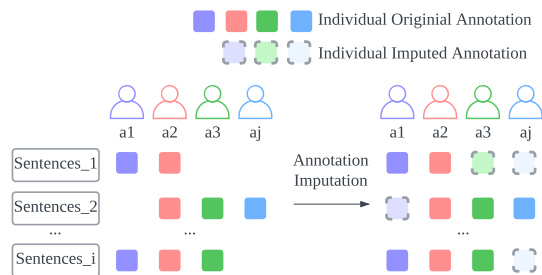 Individual Originial Annotation
Individual Imputed Annotation
a1 a2 a3 aj
a1 a2 a3 aj
Sentences_1
Annotation
Imputation
Sentences_2
... ... ...
Sentences_i